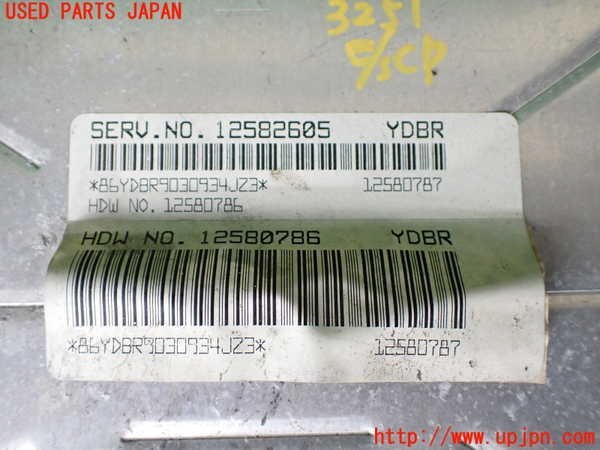 USED PARTS JAPAN
3251
E/SCP
SERV.NO. 12582605 YDBR
*86YDBR9030934JZ3* 12580787
HDW NO. 12580786
HDW NO. 12580786 YDBR
*86YDBR9030934JZ3* 12580787
http://www.upjpn.com/